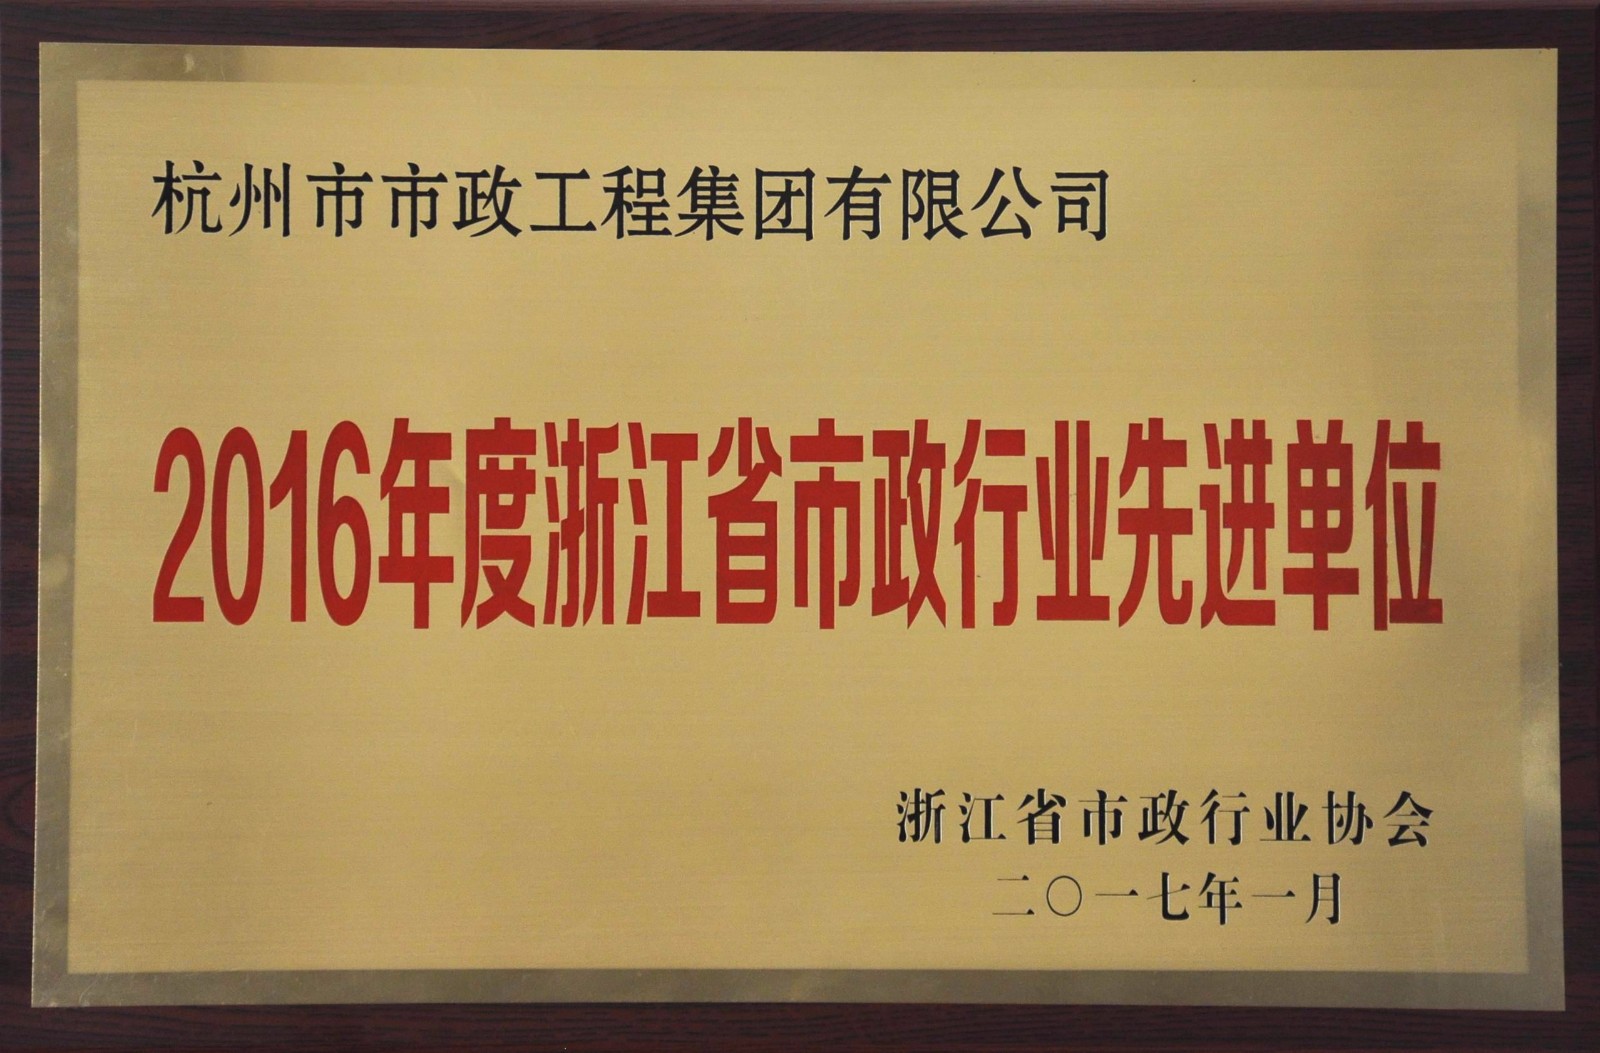 杭州市市政工程集团有限公司
2016年度浙江省市政行业先进单位
浙江省市政行业协会
二〇一七年一月